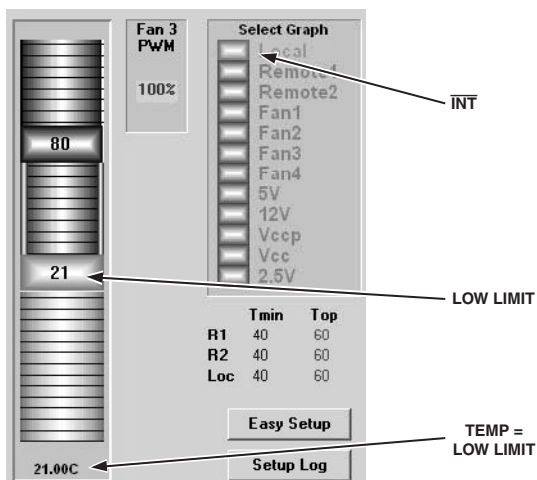 Fan 3
PWM
100%
Select Graph
Local
Remote1
Remote2
Fan1
Fan2
Fan3
Fan4
5V
12V
Vccp
Vcc
2.5V
80
21
21.00C
Tmin Top
R1 40 60
R2 40 60
Loc 40 60
Easy Setup
Setup Log
INT
LOW LIMIT
TEMP =
LOW LIMIT